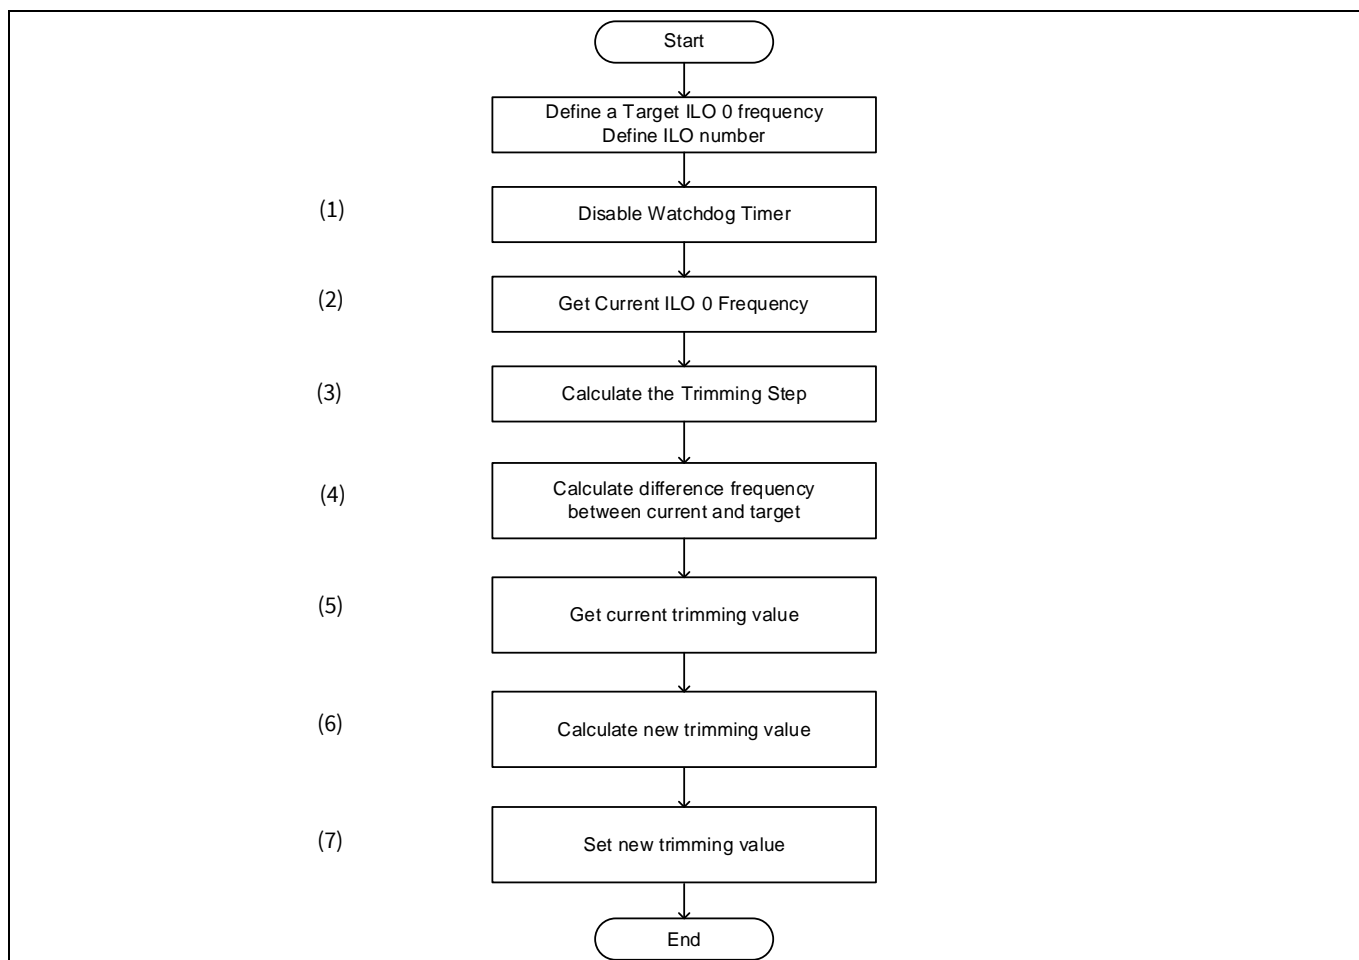 Start
Define a Target ILO 0 frequency
Define ILO number
(1)
Disable Watchdog Timer
(2)
Get Current ILO 0 Frequency
(3)
Calculate the Trimming Step
(4)
Calculate difference frequency
between current and target
(5)
Get current trimming value
(6)
Calculate new trimming value
(7)
Set new trimming value
End